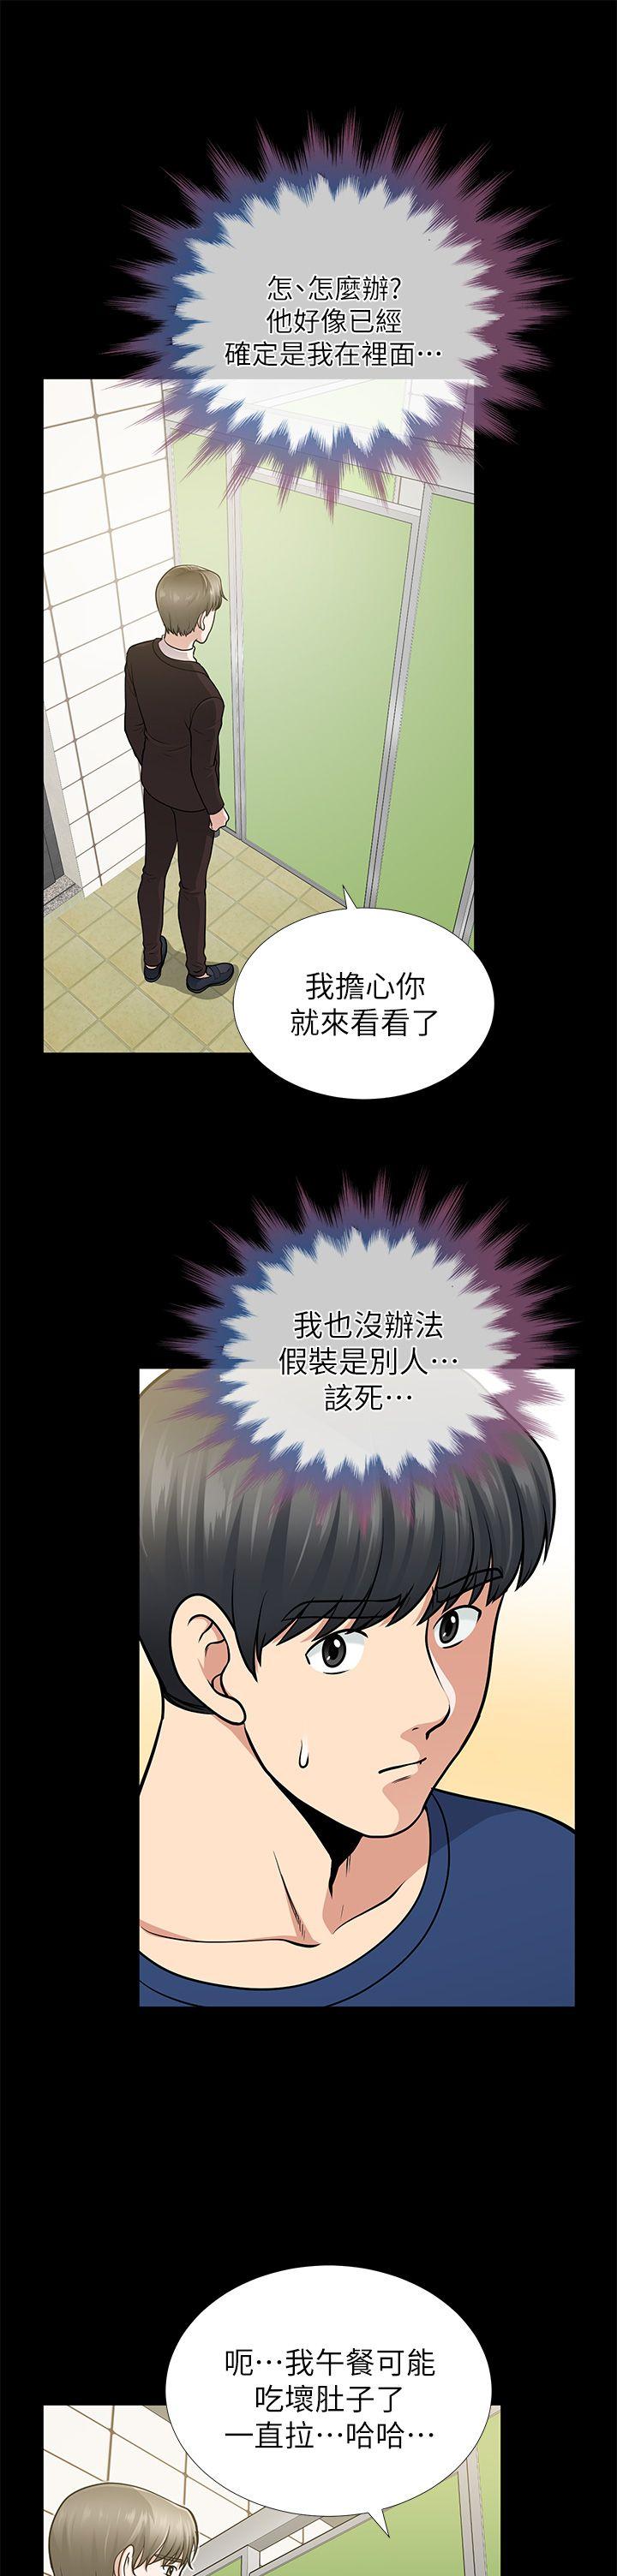 怎、怎麼辦?
他好像已經
確定是我在裡面…
我擔心你
就來看看了
我也沒辦法
假裝是別人…
該死…
呃…我午餐可能
吃壞肚子了
一直拉…哈哈…